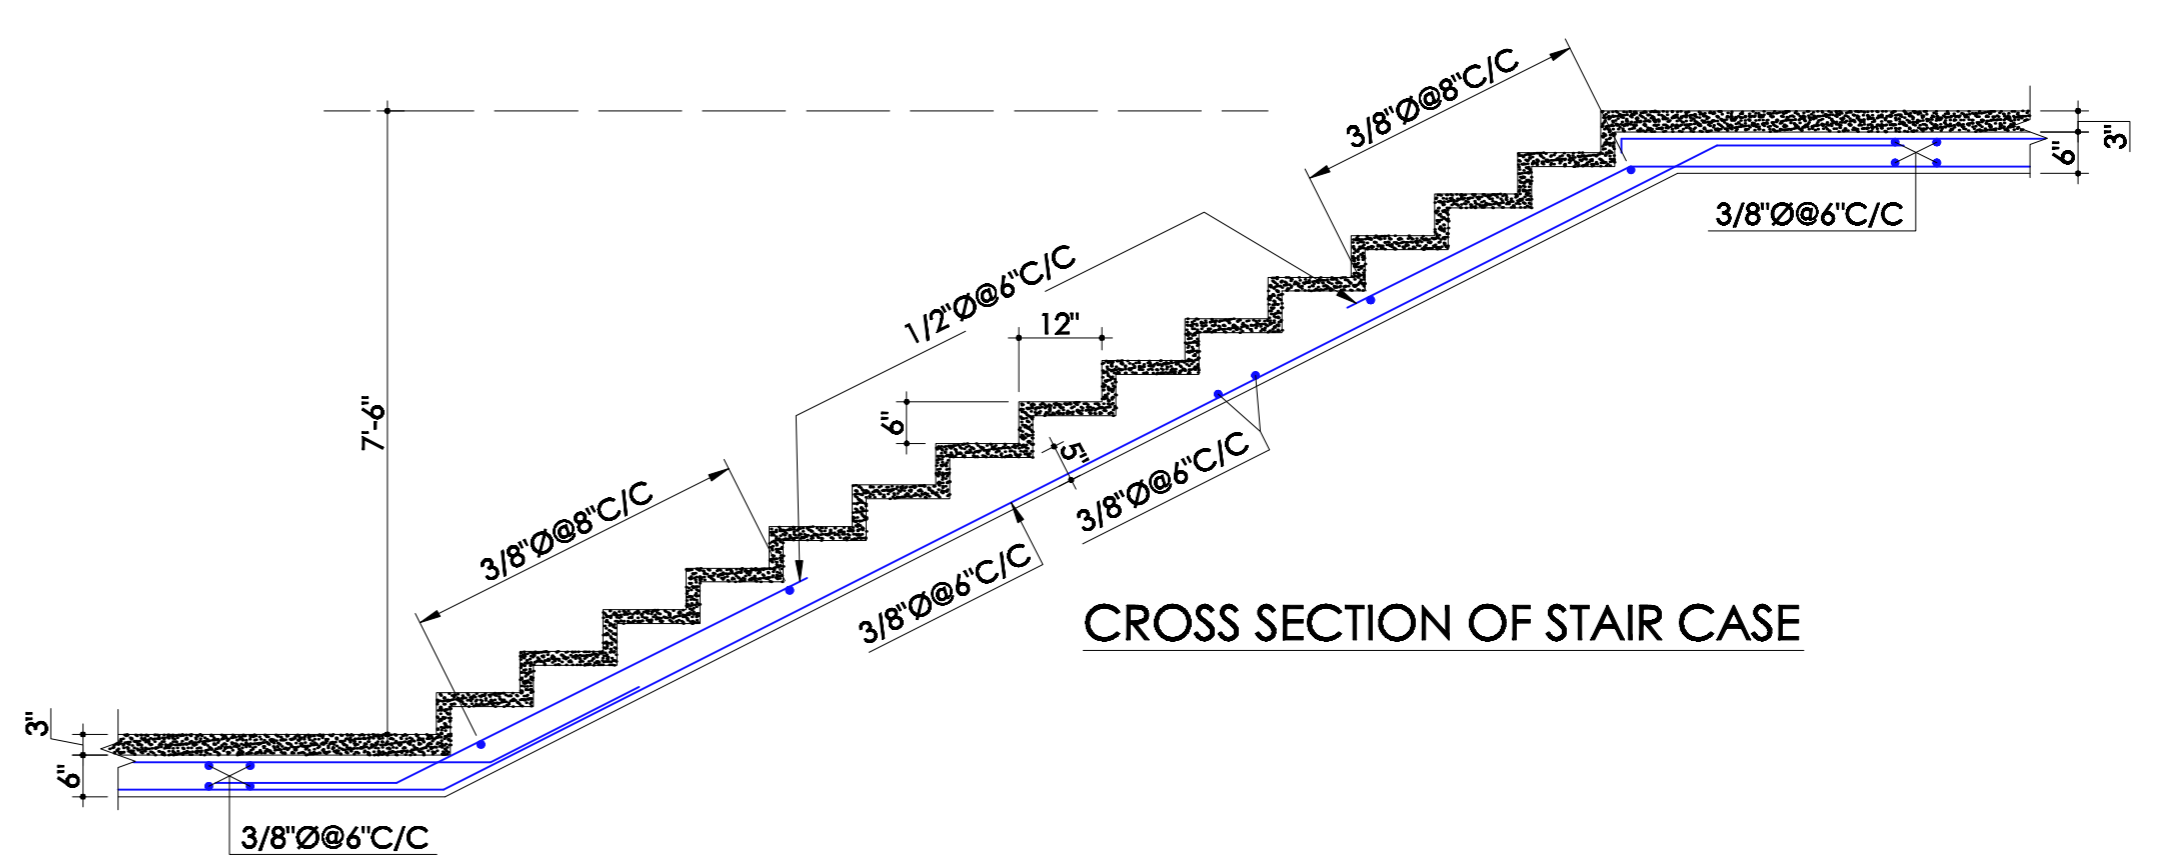 3/8"Ø@8"C/C
3"
6"
3/8"Ø@6"C/C
1/2"Ø@6"C/C
12"
7'-6"
6"
5"
3/8"Ø@8"C/C
3/8"Ø@6"C/C
3/8"Ø@6"C/C
CROSS SECTION OF STAIR CASE
3"
6"
3/8"Ø@6"C/C